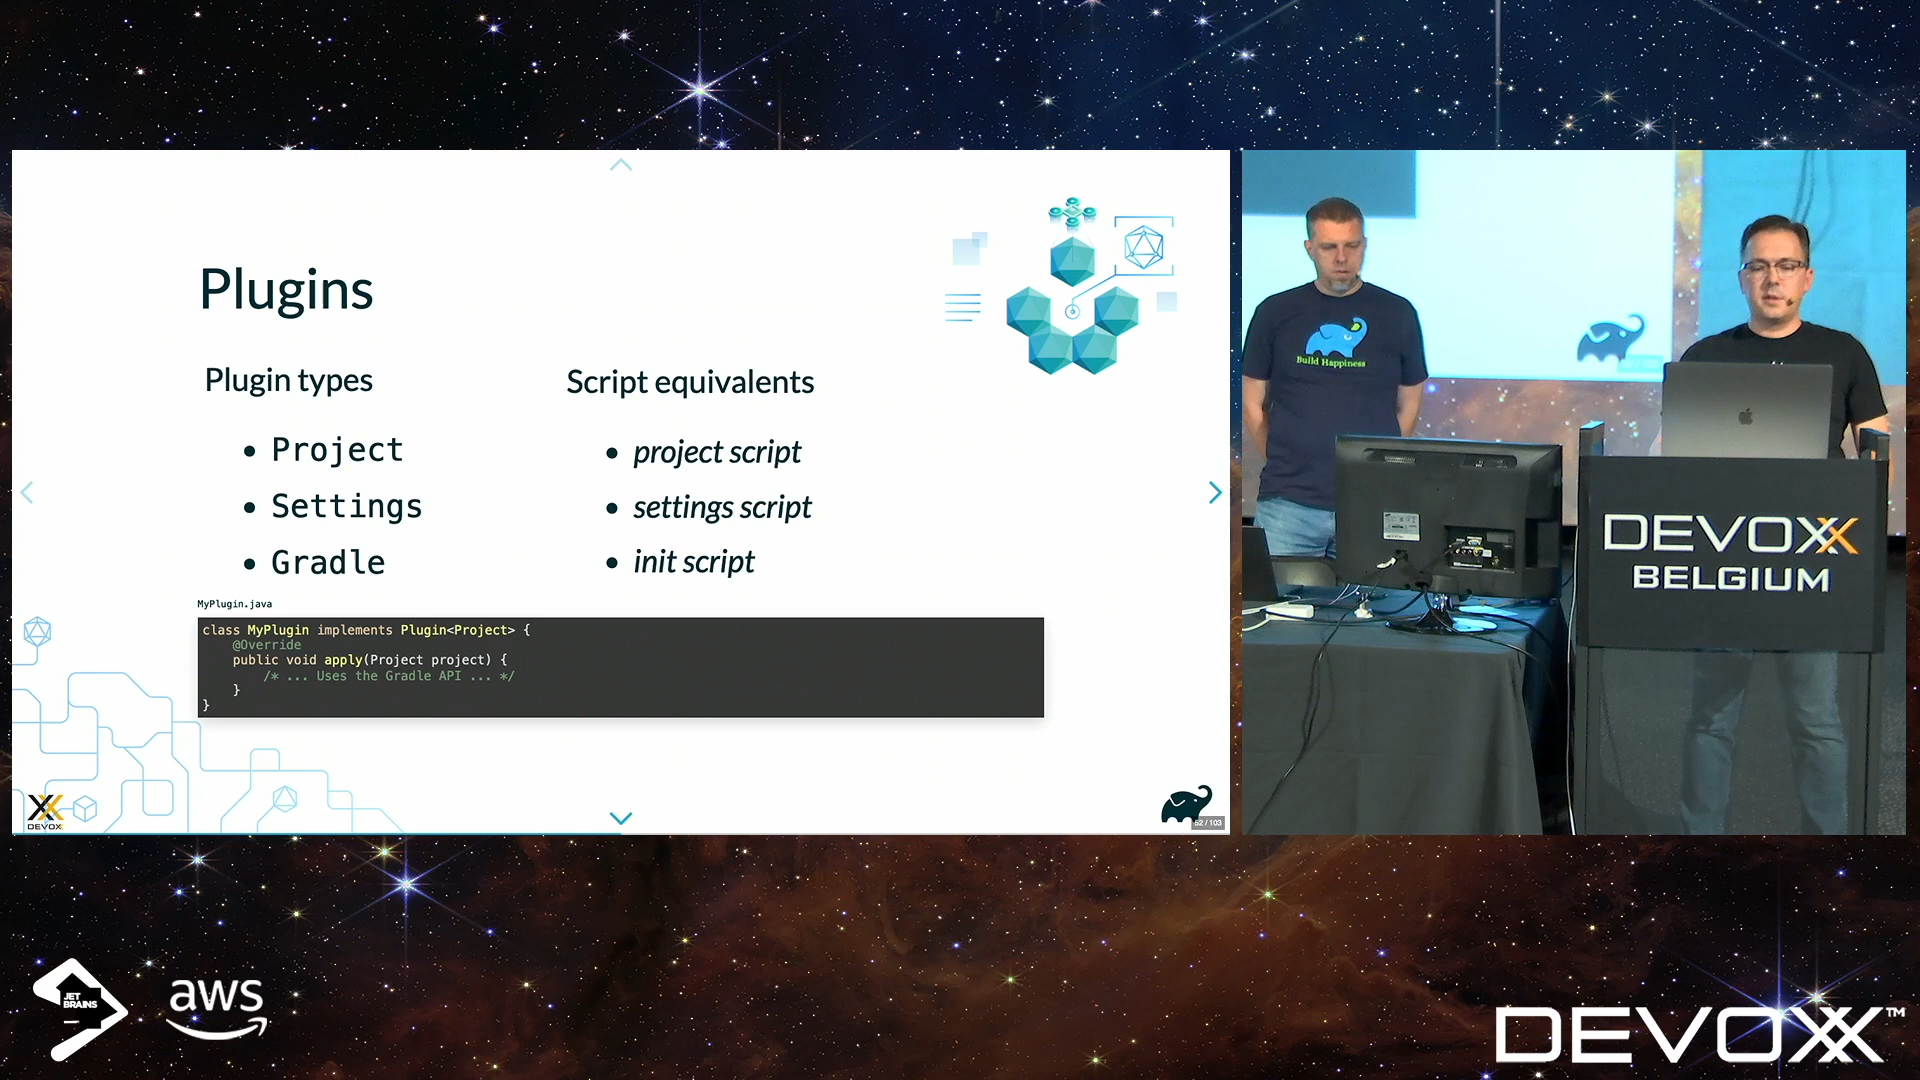 Plugins
Plugin types
Script equivalents
• Project
• Settings
• Gradle
• project script
• settings script
• init script
MyPlugin.java
class MyPlugin implements Plugin<Project> {
@Override
public void apply(Project project) {
/* ... Uses the Gradle API ... */
}
}
DEVOXX
52 / 103
Build Happiness
DEVOXX
BELGIUM
JET
BRAINS
aws
DEVOXX™